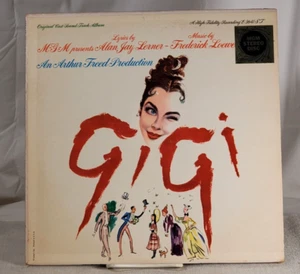 Original Cast Sound Track Album
A High Fidelity Recording
Lyrics by
Music by
MGM presents Alan Jay Lerner - Frederick Loewe
An Arthur Freed Production
Gigi